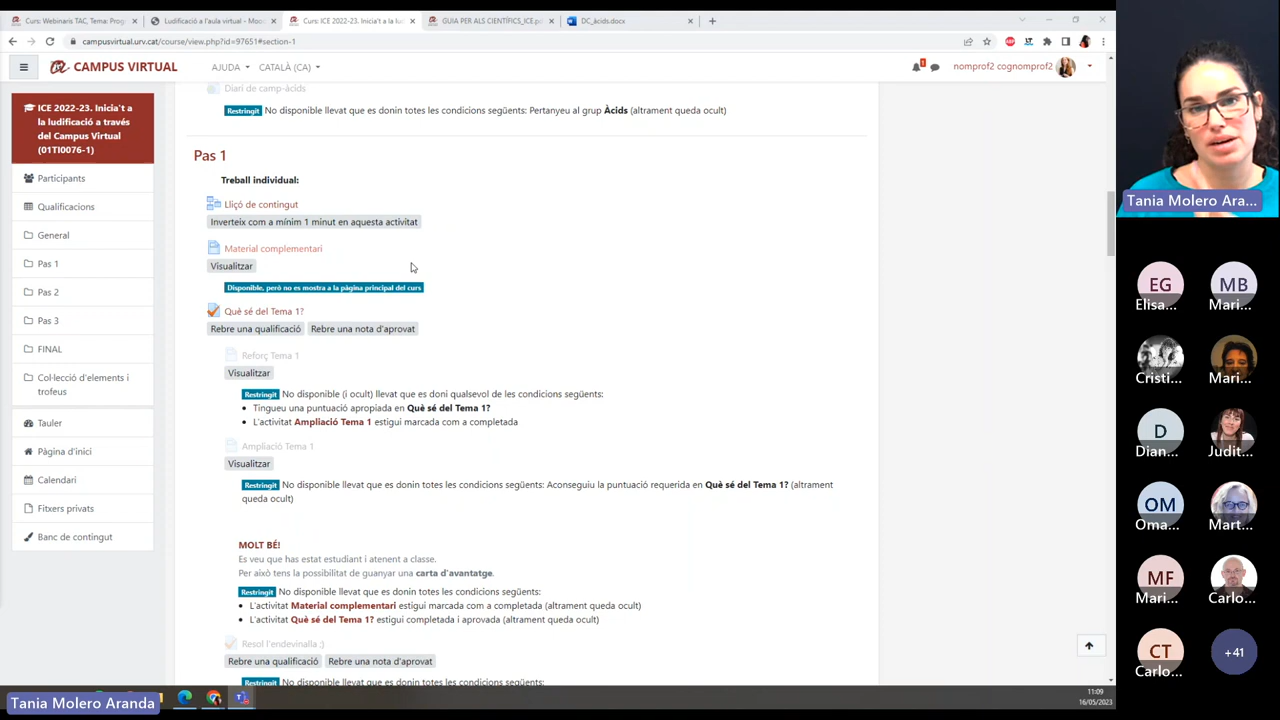 Curs: Webinaris TAC, Tema: Prog
Ludificació a l'aula virtual - Moo
Curs: ICE 2022-23. Inicia't a la lu
GUIA PER ALS CIENTÍFICS_ICE.pd
DC_àcids.docx
campusvirtual.urv.cat/course/view.php?id=97651#section-1
CAMPUS VIRTUAL
AJUDA
CATALÀ (CA)
nomprof2 cognomprof2
ICE 2022-23. Inicia't a
la ludificació a través
del Campus Virtual
(01TI0076-1)
Participants
Qualificacions
General
Pas 1
Pas 2
Pas 3
FINAL
Col·lecció d'elements i
trofeus
Tauler
Pàgina d'inici
Calendari
Fitxers privats
Banc de contingut
Diari de camp-àcids
Restringit No disponible llevat que es donin totes les condicions següents: Pertanyeu al grup Àcids (altrament queda ocult)
Pas 1
Treball individual:
Lliçó de contingut
Inverteix com a mínim 1 minut en aquesta activitat
Material complementari
Visualitzar
Disponible, però no es mostra a la pàgina principal del curs
Què sé del Tema 1?
Rebre una qualificació Rebre una nota d'aprovat
Reforç Tema 1
Visualitzar
Restringit No disponible (i ocult) llevat que es doni qualsevol de les condicions següents:
• Tingueu una puntuació apropiada en Què sé del Tema 1?
• L'activitat Ampliació Tema 1 estigui marcada com a completada
Ampliació Tema 1
Visualitzar
Restringit No disponible llevat que es donin totes les condicions següents: Aconseguiu la puntuació requerida en Què sé del Tema 1? (altrament
queda ocult)
MOLT BÉ!
Es veu que has estat estudiant i atenent a classe.
Per això tens la possibilitat de guanyar una carta d'avantatge.
Restringit No disponible llevat que es donin totes les condicions següents:
• L'activitat Material complementari estigui marcada com a completada (altrament queda ocult)
• L'activitat Què sé del Tema 1? estigui completada i aprovada (altrament queda ocult)
Resol l'endevinalla ;)
Rebre una qualificació Rebre una nota d'aprovat
Restringit No disponible llevat que es donin totes les condicions següents:
Tania Molero Aranda
11:09
16/05/2023
Tania Molero Ara...
EG
Elisa...
MB
Mari...
Cristi...
Mari...
D
Dian...
Judit...
OM
Oma...
Mart...
MF
Mari...
Carlo...
CT
Carlo...
+41